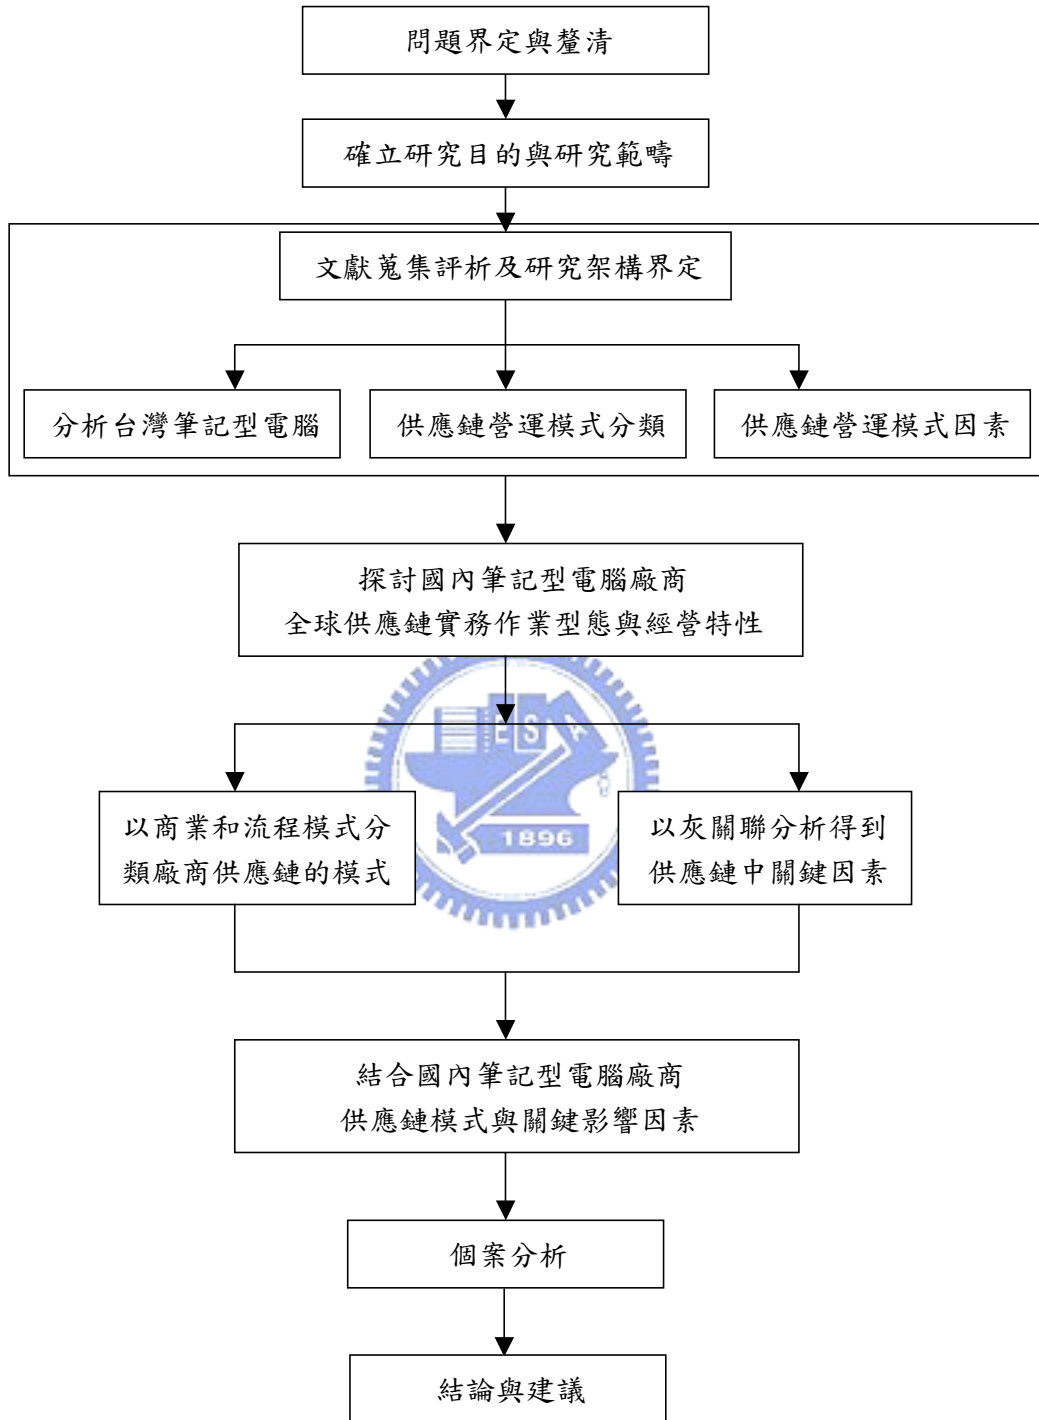 問題界定與釐清
確立研究目的與研究範疇
文獻蒐集評析及研究架構界定
分析台灣筆記型電腦
供應鏈營運模式分類
供應鏈營運模式因素
探討國內筆記型電腦廠商
全球供應鏈實務作業型態與經營特性
E S A
1896
以商業和流程模式分
類廠商供應鏈的模式
以灰關聯分析得到
供應鏈中關鍵因素
結合國內筆記型電腦廠商
供應鏈模式與關鍵影響因素
個案分析
結論與建議